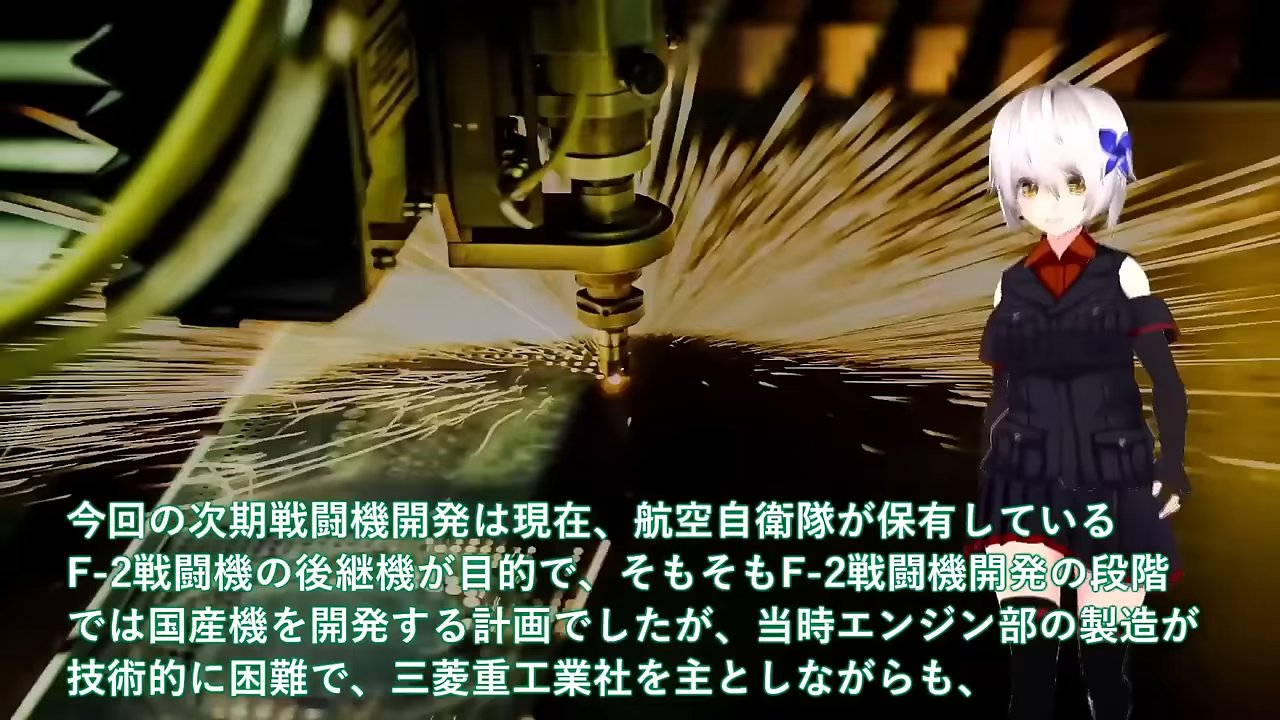 今回の次期戦闘機開発は現在、航空自衛隊が保有している
F-2戦闘機の後継機が目的で、そもそもF-2戦闘機開発の段階
では国産機を開発する計画でしたが、当時エンジン部の製造が
技術的に困難で、三菱重工業社を主としながらも、